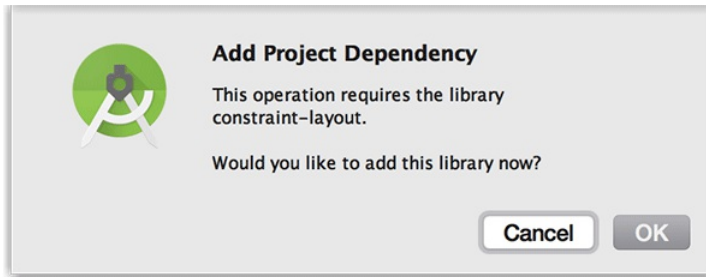 Add Project Dependency
This operation requires the library
constraint-layout.
Would you like to add this library now?
Cancel
OK